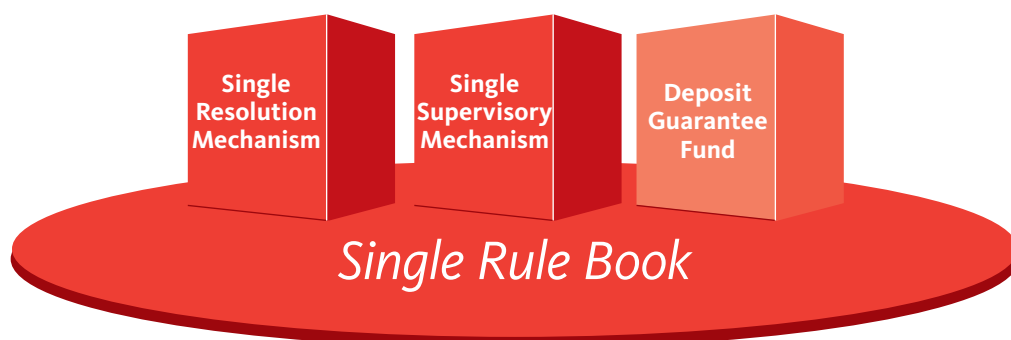 Single
Resolution
Mechanism
Single
Supervisory
Mechanism
Deposit
Guarantee
Fund
Single Rule Book